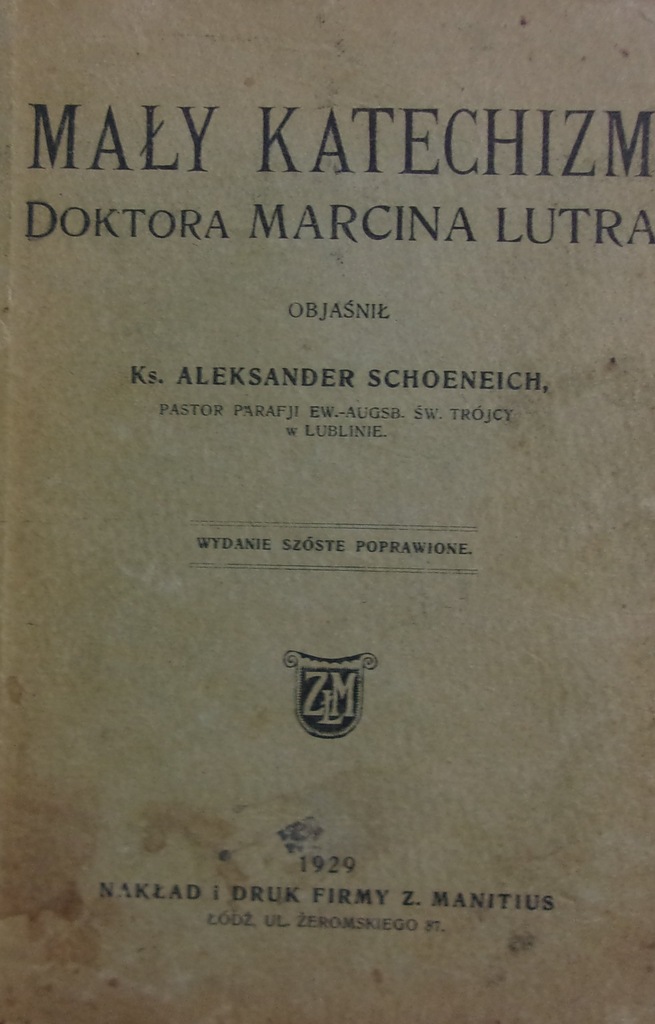 MAŁY KATECHIZM
DOKTORA MARCINA LUTRA
OBJAŚNIŁ
Ks. ALEKSANDER SCHOENEICH,
PASTOR PARAFJI EW.-AUGSB. ŚW. TRÓJCY
w LUBLINIE.
WYDANIE SZÓSTE POPRAWIONE.
ZŁM
1929
NAKŁAD i DRUK FIRMY Z. MANITIUS
ŁÓDŹ, UL. ŻEROMSKIEGO 87.